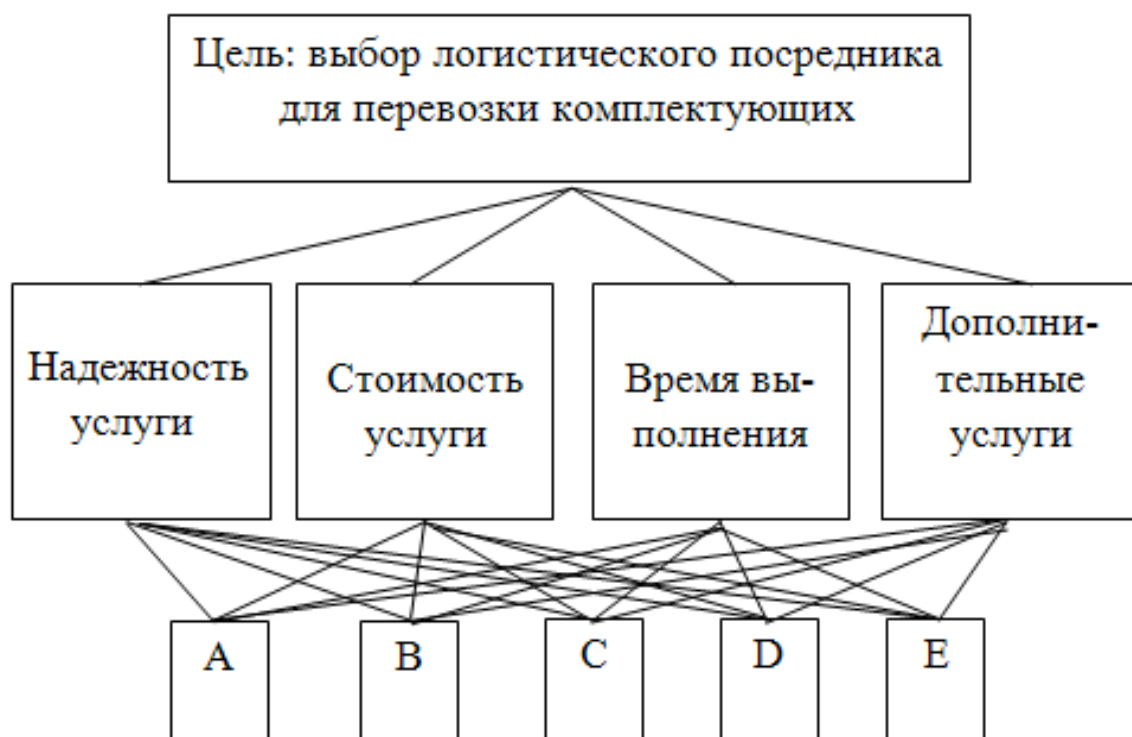 Цель: выбор логистического посредника
для перевозки комплектующих
Надежность
услуги
Стоимость
услуги
Время вы-
полнения
Дополни-
тельные
услуги
A
B
C
D
E